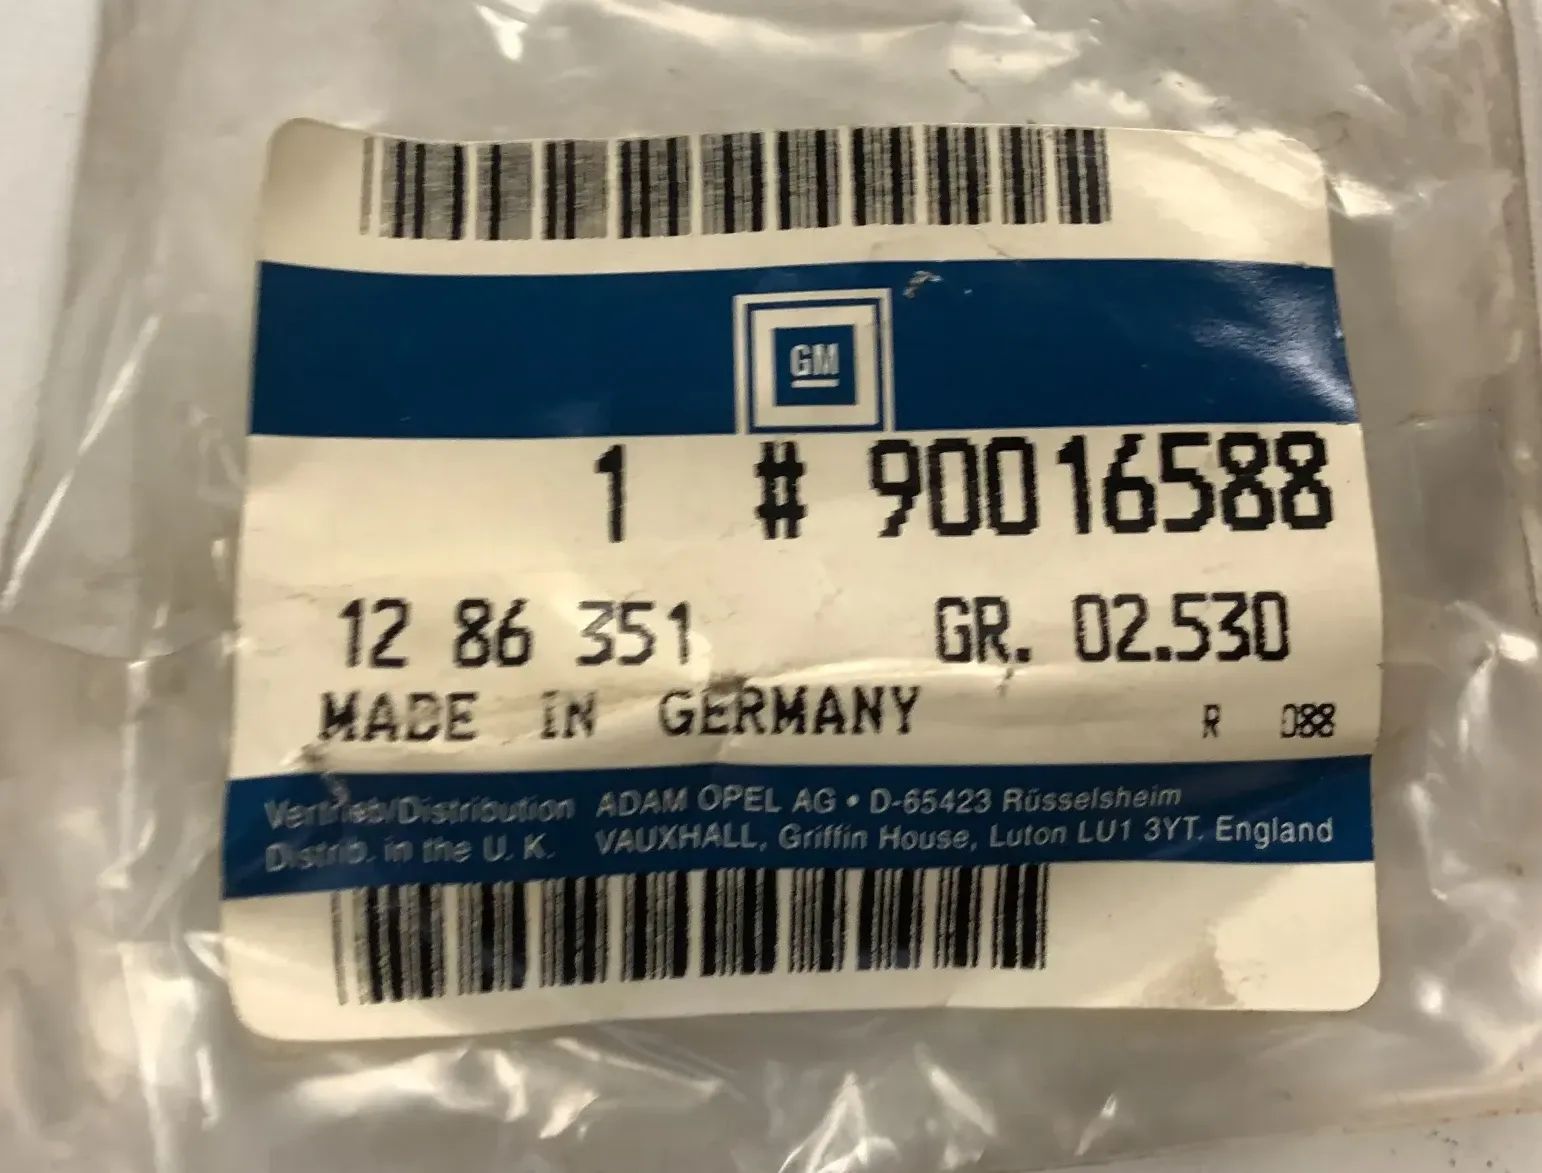 GM
1 # 90016588
12 86 351 GR. 02.530
MADE IN GERMANY R 088
Vertrieb/Distribution ADAM OPEL AG • D-65423 Rüsselsheim
Distrib. in the U. K. VAUXHALL, Griffin House, Luton LU1 3YT. England